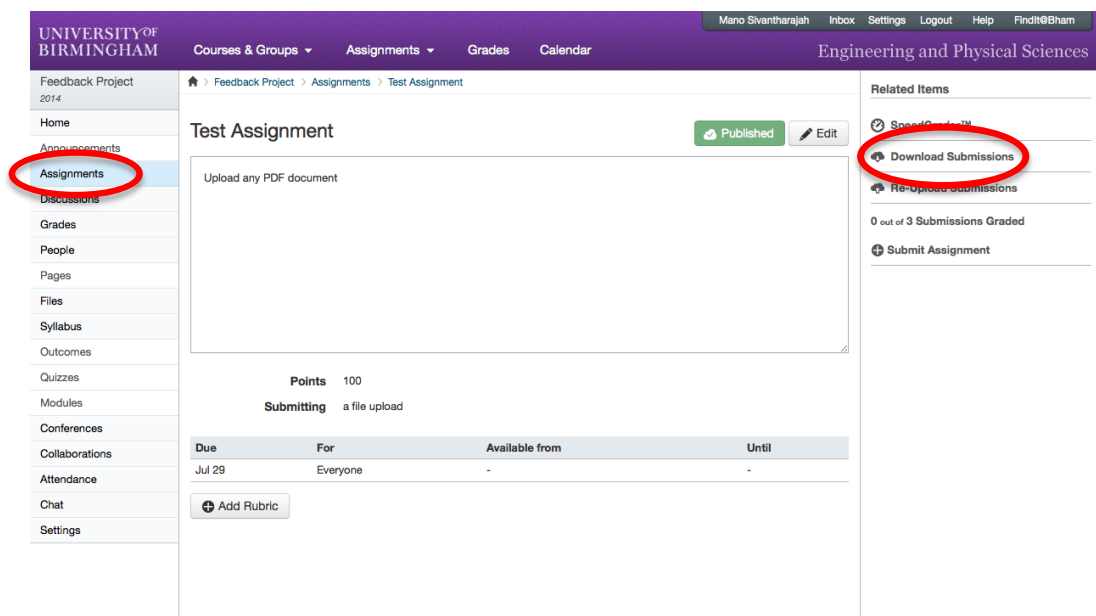 Mano Sivantharajah Inbox Settings Logout Help FindIt@Bham
UNIVERSITY OF
BIRMINGHAM
Courses & Groups Assignments Grades Calendar
Engineering and Physical Sciences
Feedback Project
2014
Home
Announcements
Assignments
Discussions
Grades
People
Pages
Files
Syllabus
Outcomes
Quizzes
Modules
Conferences
Collaborations
Attendance
Chat
Settings
> Feedback Project > Assignments > Test Assignment
Test Assignment
Published Edit
Upload any PDF document
Points 100
Submitting a file upload
Due For Available from Until
Jul 29 Everyone - -
Add Rubric
Related Items
SpeedGrader™
Download Submissions
Re-Upload Submissions
0 out of 3 Submissions Graded
Submit Assignment